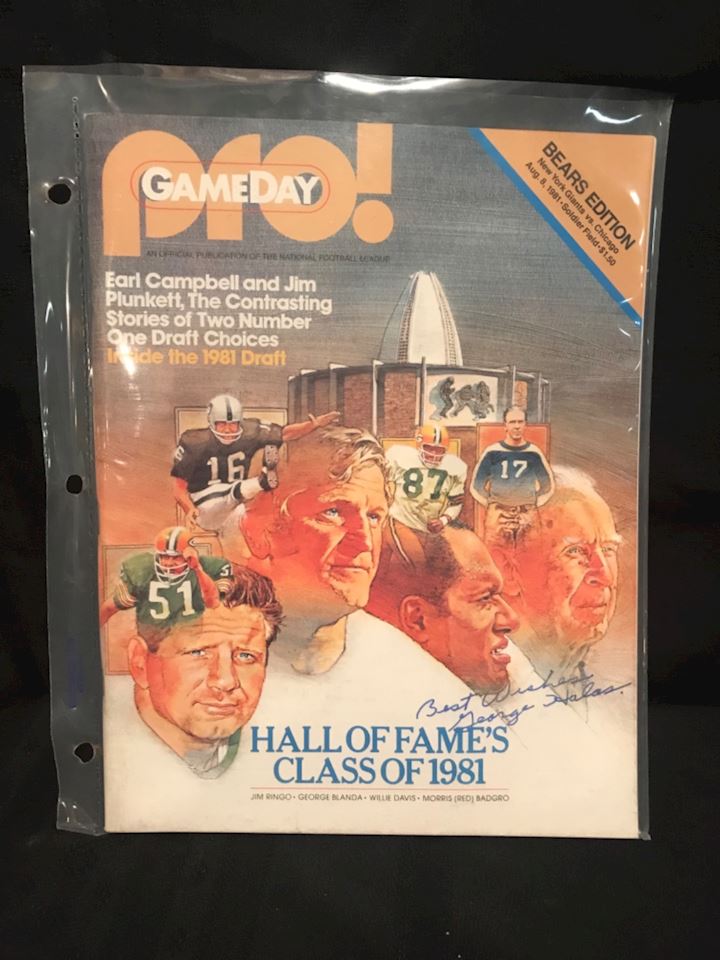 pro!
GAMEDAY
AN OFFICIAL PUBLICATION OF THE NATIONAL FOOTBALL LEAGUE
BEARS EDITION
New York Giants vs. Chicago
Aug. 8, 1981 • Soldier Field • $1.50
Earl Campbell and Jim
Plunkett, The Contrasting
Stories of Two Number
One Draft Choices
Inside the 1981 Draft
16
87
17
51
51
Best Wishes
George Halas.
HALL OF FAME'S
CLASS OF 1981
JIM RINGO • GEORGE BLANDA • WILLIE DAVIS • MORRIS (RED) BADGRO